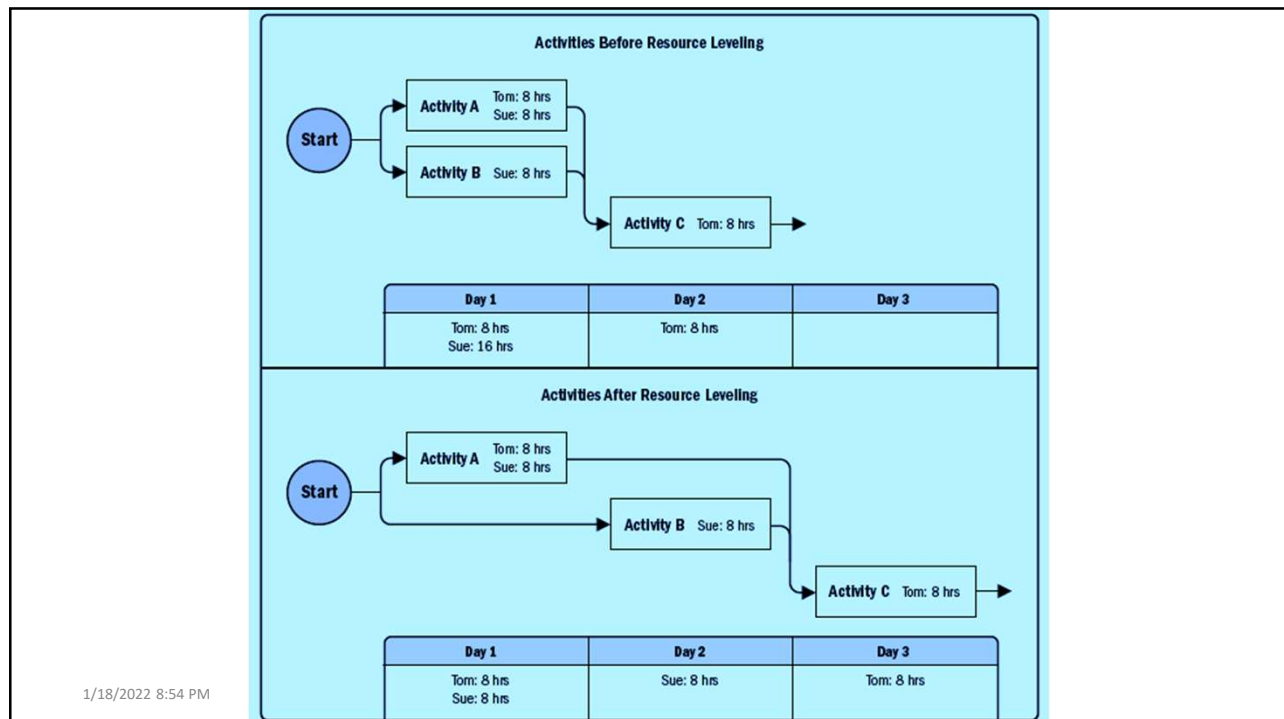 Activities Before Resource Leveling
Start
Activity A Tom: 8 hrs
Sue: 8 hrs
Activity B Sue: 8 hrs
Activity C Tom: 8 hrs
Day 1 Day 2 Day 3
Tom: 8 hrs Tom: 8 hrs
Sue: 16 hrs
Activities After Resource Leveling
Start
Activity A Tom: 8 hrs
Sue: 8 hrs
Activity B Sue: 8 hrs
Activity C Tom: 8 hrs
Day 1 Day 2 Day 3
Tom: 8 hrs Sue: 8 hrs Tom: 8 hrs
Sue: 8 hrs
1/18/2022 8:54 PM